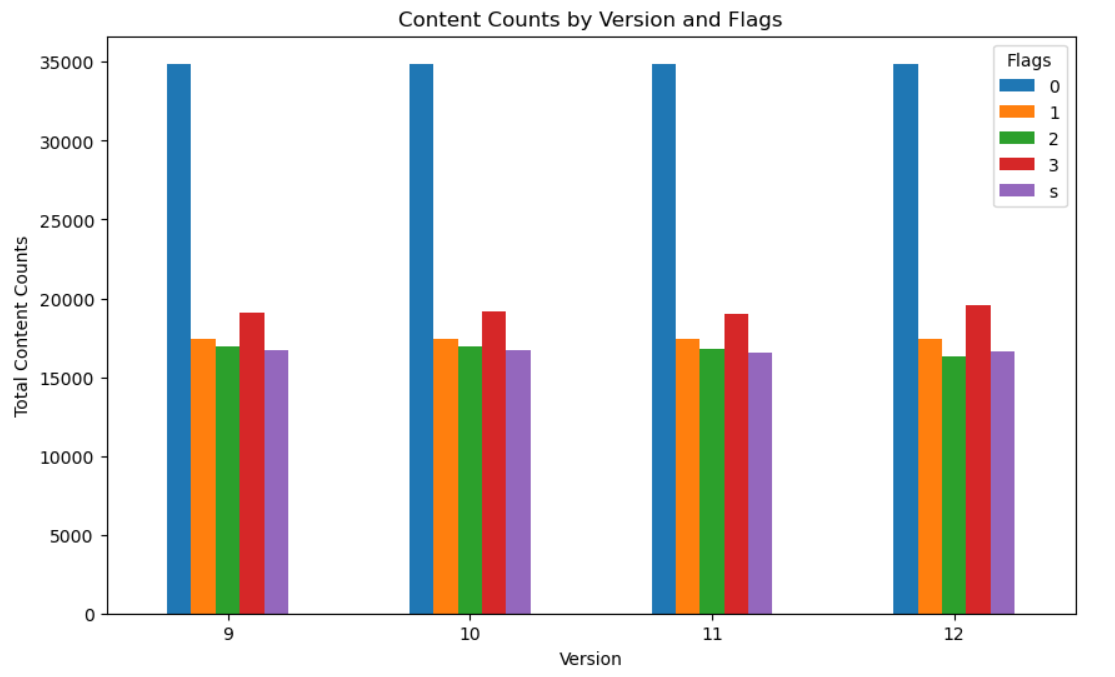 Content Counts by Version and Flags
Total Content Counts
35000
30000
25000
20000
15000
10000
5000
0
Flags
0
1
2
3
s
9 10 11 12
Version